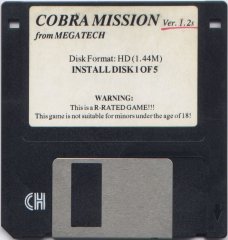 COBRA MISSION Ver. 1.2s
from MEGATECH
Disk Format: HD (1.44M)
INSTALL DISK 1 OF 5
WARNING:
This is a R-RATED GAME!!!
This game is not suitable for minors under the age of 18!
CH